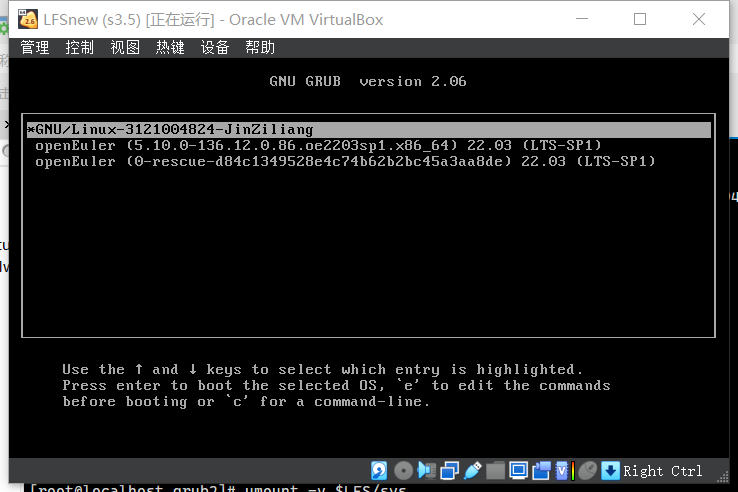 LFSnew (s3.5) [正在运行] - Oracle VM VirtualBox
管理 控制 视图 热键 设备 帮助
GNU GRUB version 2.06
*GNU/Linux-3121004824-JinZiliang
openEuler (5.10.0-136.12.0.86.oe2203sp1.x86_64) 22.03 (LTS-SP1)
openEuler (0-rescue-d84c1349528e4c74b62b2bc45a3aa8de) 22.03 (LTS-SP1)
Use the ↑ and ↓ keys to select which entry is highlighted.
Press enter to boot the selected OS, `e' to edit the commands
before booting or `c' for a command-line.
Right Ctrl
[root@localhost grub2]# umount -v $LFS/sys